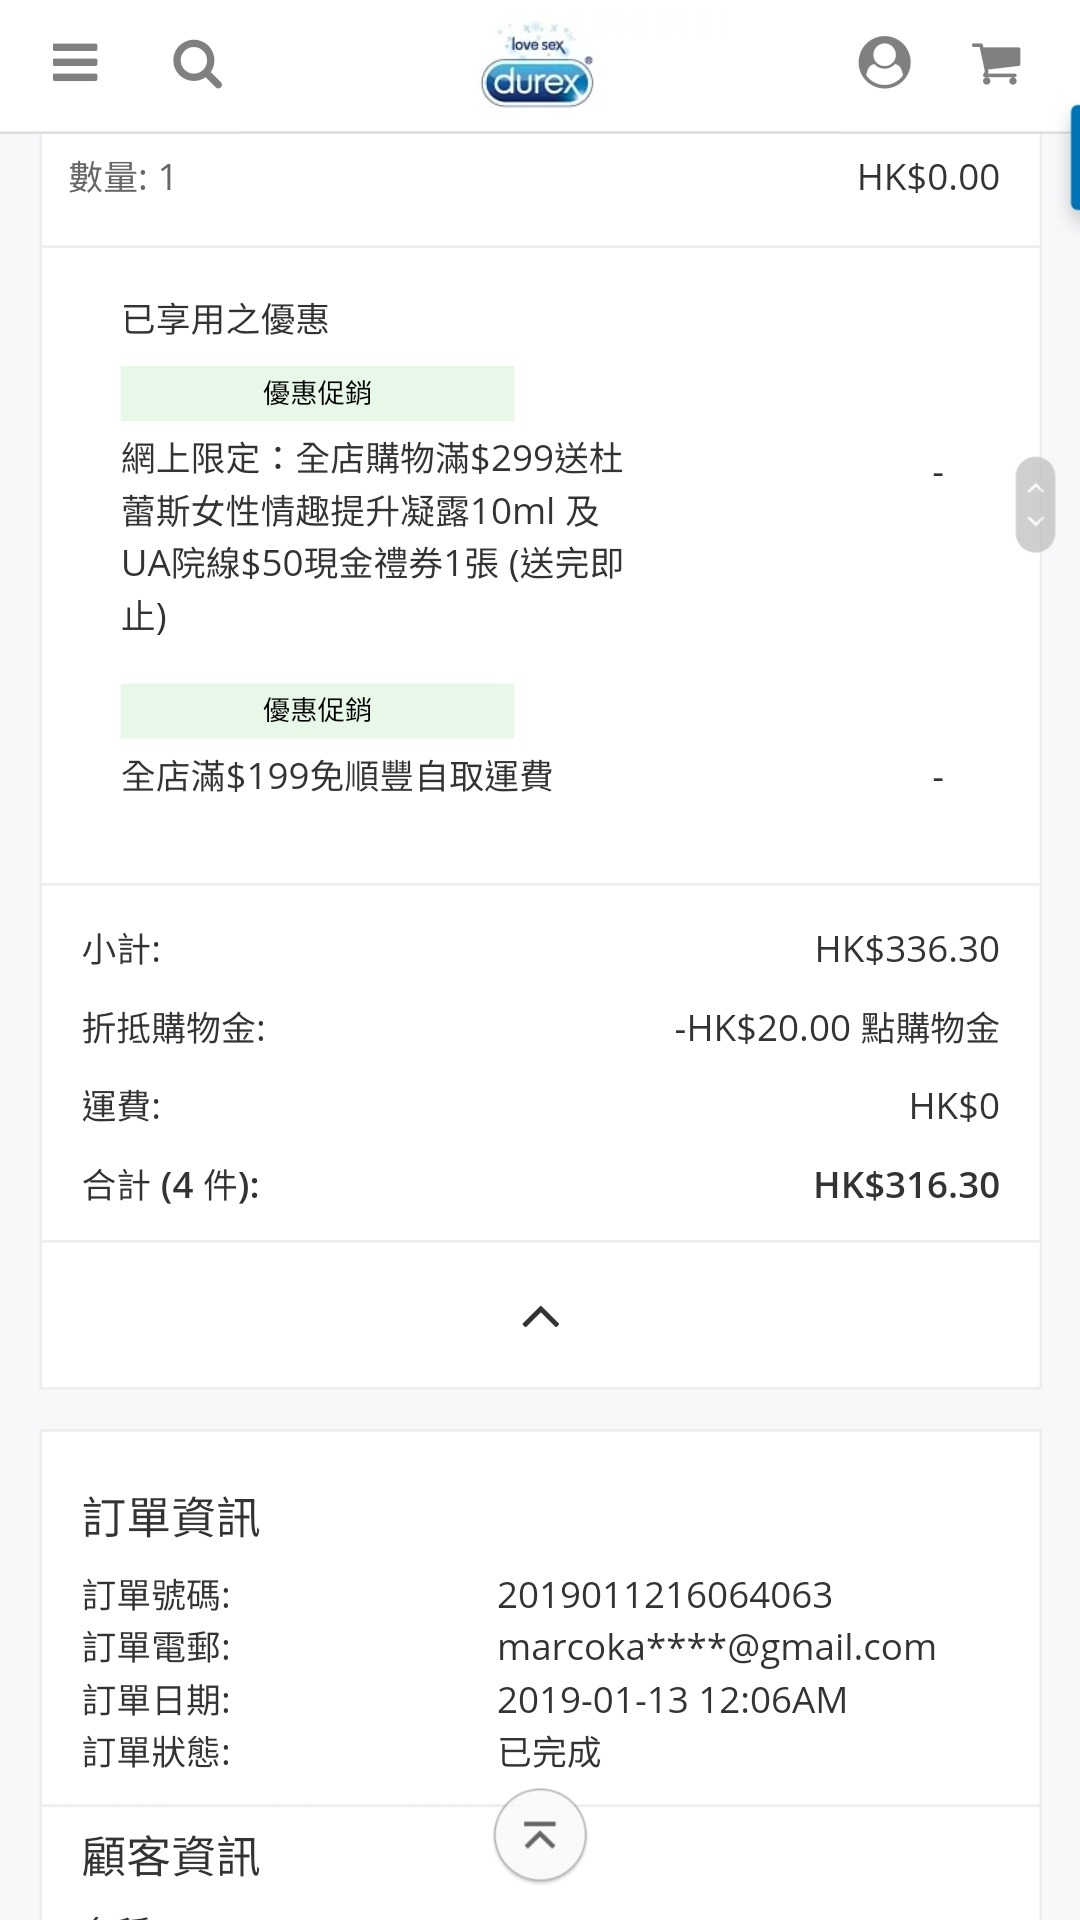 love sex
durex®
數量: 1 HK$0.00
已享用之優惠
優惠促銷
網上限定：全店購物滿$299送杜 -
蕾斯女性情趣提升凝露10ml 及
UA院線$50現金禮券1張 (送完即
止)
優惠促銷
全店滿$199免順豐自取運費 -
小計: HK$336.30
折抵購物金: -HK$20.00 點購物金
運費: HK$0
合計 (4 件): HK$316.30
訂單資訊
訂單號碼: 2019011216064063
訂單電郵: marcoka****@gmail.com
訂單日期: 2019-01-13 12:06AM
訂單狀態: 已完成
顧客資訊